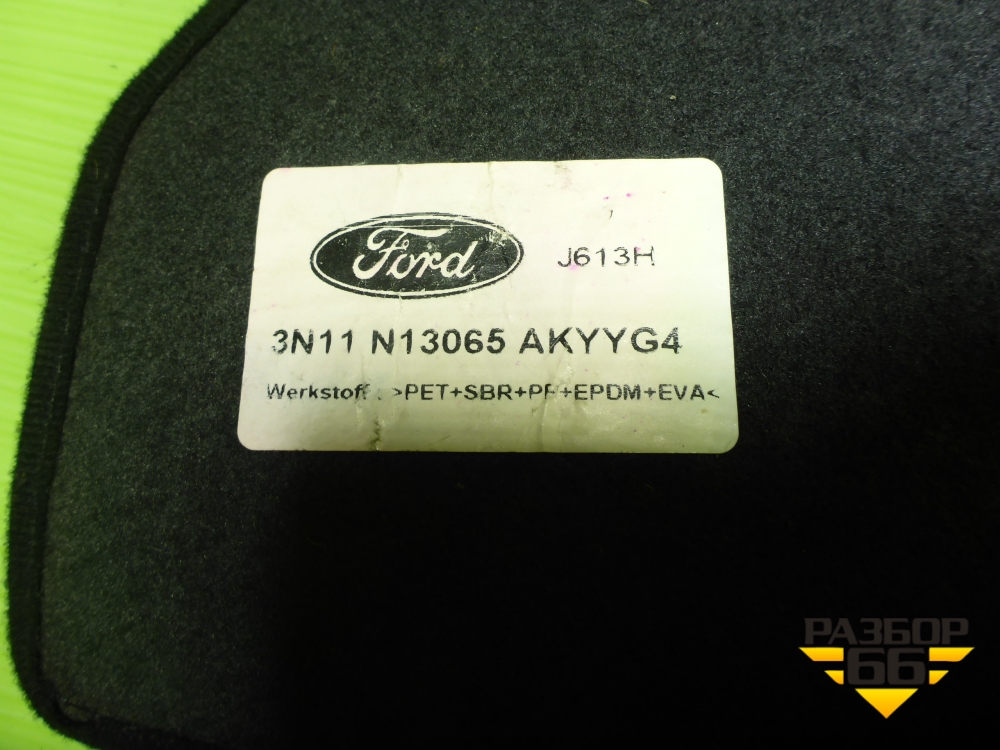 Ford
J613H
3N11 N13065 AKYYG4
Werkstoff : >PET+SBR+PP+EPDM+EVA<
РАЗБОР
66